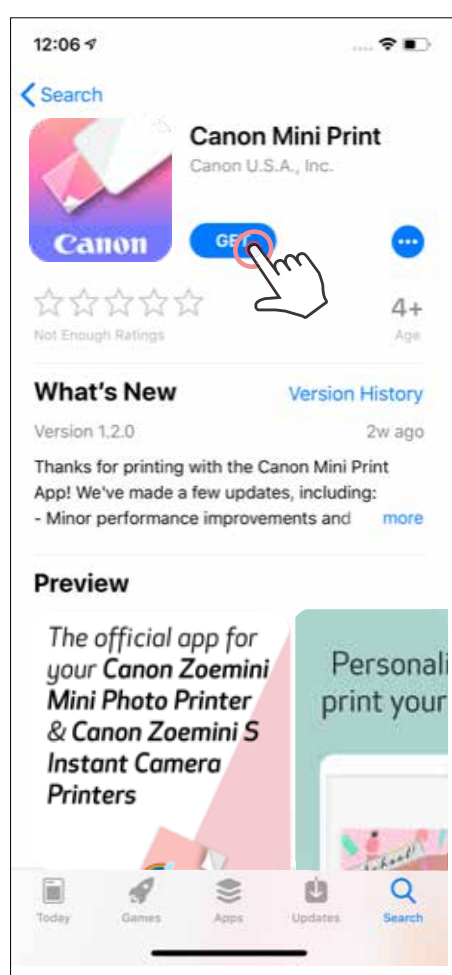 12:06
Search
Canon Mini Print
Canon U.S.A., Inc.
Canon
GET
4+
Not Enough Ratings
Age
What's New
Version History
Version 1.2.0
2w ago
Thanks for printing with the Canon Mini Print
App! We've made a few updates, including:
- Minor performance improvements and
more
Preview
The official app for
your Canon Zoemini
Mini Photo Printer
& Canon Zoemini S
Instant Camera
Printers
Personali
print your
school!
Today
Games
Apps
Updates
Search